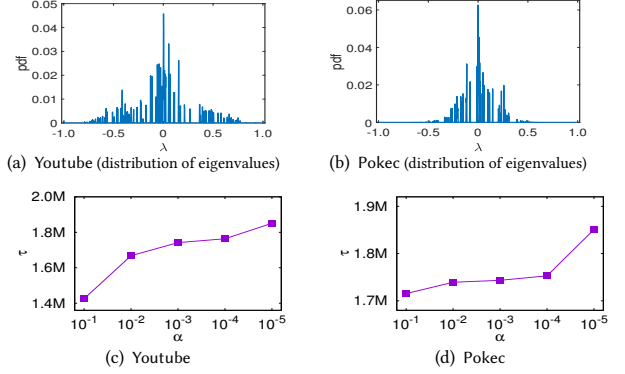 0.05
0.04
0.03
0.02
0.01
0
pdf
-1.0 -0.5 0 0.5 1.0
λ
(a) Youtube (distribution of eigenvalues)
0.06
0.04
0.02
0
pdf
-1.0 -0.5 0 0.5 1.0
λ
(b) Pokec (distribution of eigenvalues)
2.0M
1.8M
1.6M
1.4M
τ
10-1 10-2 10-3 10-4 10-5
α
(c) Youtube
1.9M
1.8M
1.7M
τ
10-1 10-2 10-3 10-4 10-5
α
(d) Pokec